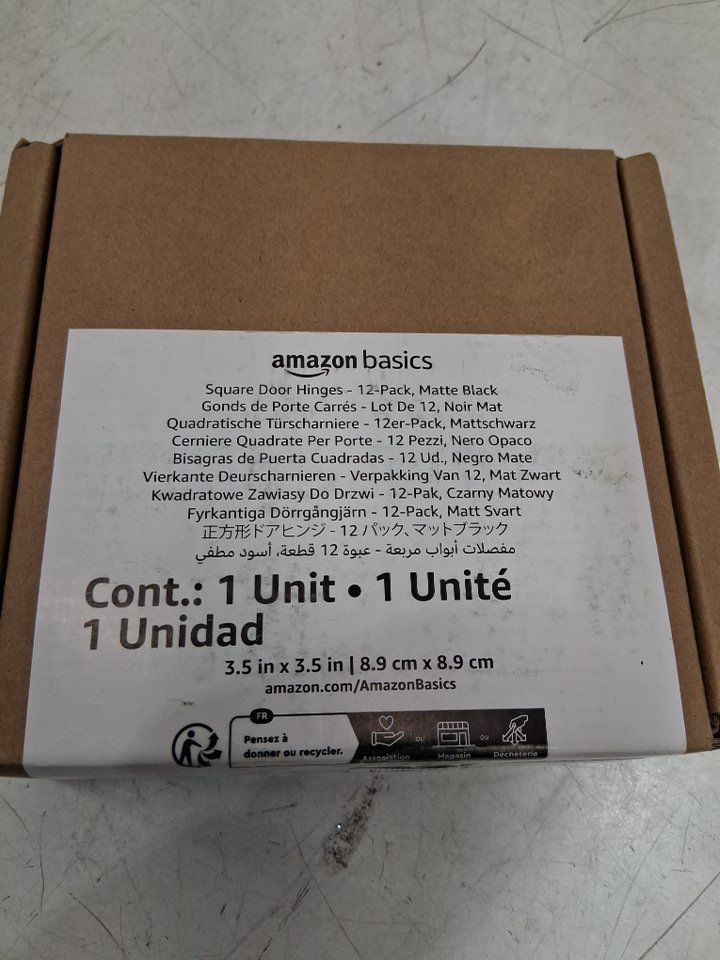 amazon basics
Square Door Hinges - 12-Pack, Matte Black
Gonds de Porte Carrés - Lot De 12, Noir Mat
Quadratische Türscharniere - 12er-Pack, Mattschwarz
Cerniere Quadrate Per Porte - 12 Pezzi, Nero Opaco
Bisagras de Puerta Cuadradas - 12 Ud., Negro Mate
Vierkante Deurscharnieren - Verpakking Van 12, Mat Zwart
Kwadratowe Zawiasy Do Drzwi - 12-Pak, Czarny Matowy
Fyrkantiga Dörrgångjärn - 12-Pack, Matt Svart
正方形ドアヒンジ - 12 パック、マットブラック
مفصلات أبواب مربعة - عبوة 12 قطعة، أسود مطفي
Cont.: 1 Unit • 1 Unité
1 Unidad
3.5 in x 3.5 in | 8.9 cm x 8.9 cm
amazon.com/AmazonBasics
FR
Pensez à
donner ou recycler.
Association ou Magasin ou Déchèterie